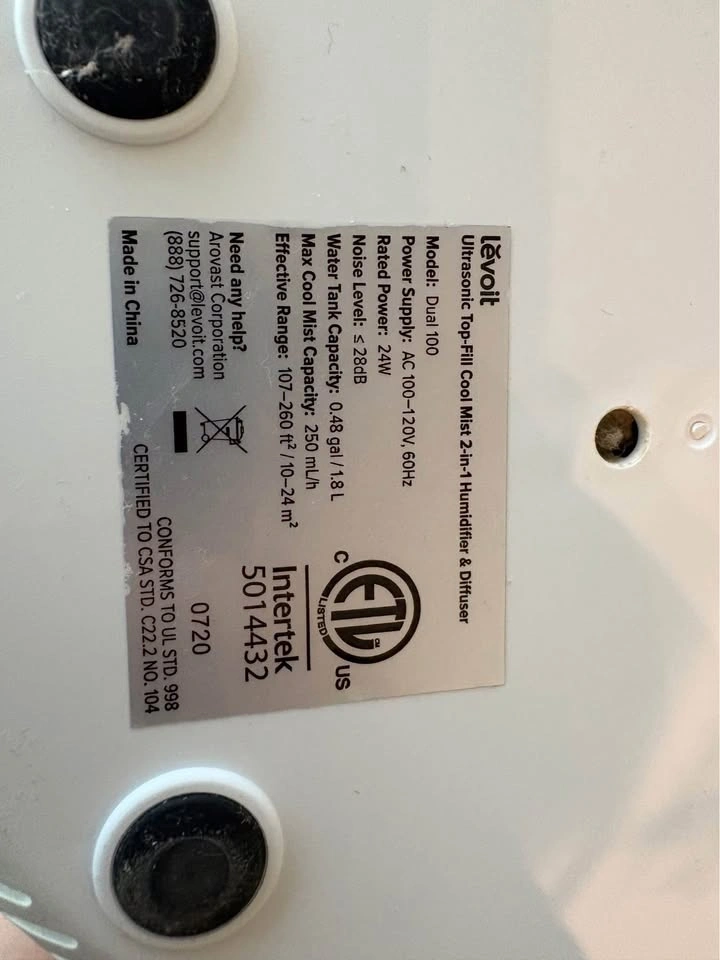 levoit
Ultrasonic Top-Fill Cool Mist 2-in-1 Humidifier & Diffuser
Model: Dual 100
Power Supply: AC 100–120V, 60Hz
Rated Power: 24W
Noise Level: ≤ 28dB
Water Tank Capacity: 0.48 gal / 1.8 L
Max Cool Mist Capacity: 250 mL/h
Effective Range: 107–260 ft² / 10–24 m²
Need any help?
Arovast Corporation
support@levoit.com
(888) 726-8520
Made in China
ETL
CM
LISTED
C
US
Intertek
5014432
0720
CONFORMS TO UL STD. 998
CERTIFIED TO CSA STD. C22.2 NO. 104